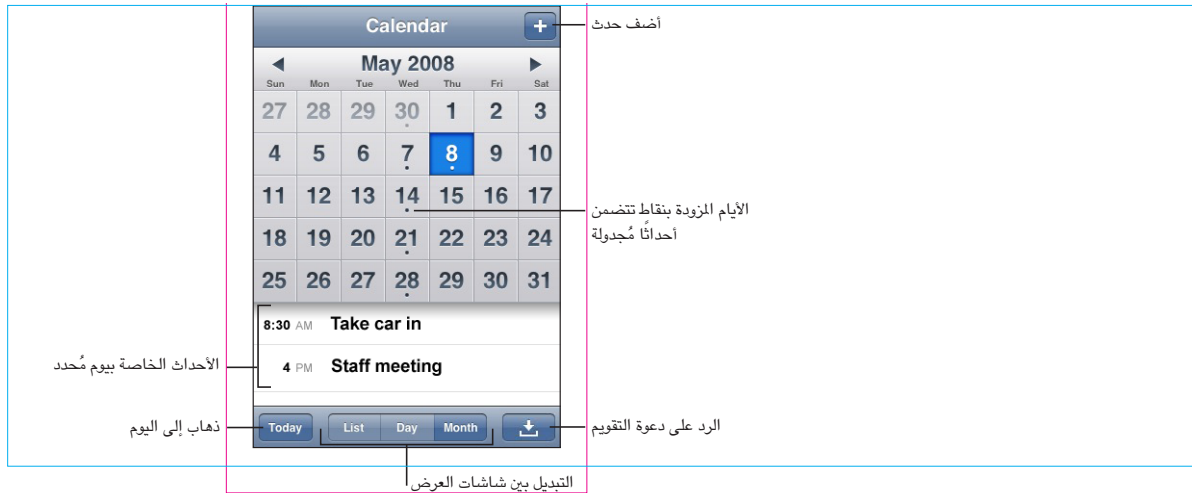 Calendar
+
أضف حدث
May 2008
Sun Mon Tue Wed Thu Fri Sat
27 28 29 30 1 2 3
4 5 6 7 8 9 10
11 12 13 14 15 16 17
الأيام المزودة بنقاط تتضمن
أحداثًا مُجدولة
18 19 20 21 22 23 24
25 26 27 28 29 30 31
8:30 AM Take car in
4 PM Staff meeting
الأحداث الخاصة بيوم مُحدد
Today List Day Month
ذهاب إلى اليوم
الرد على دعوة التقويم
التبديل بين شاشات العرض